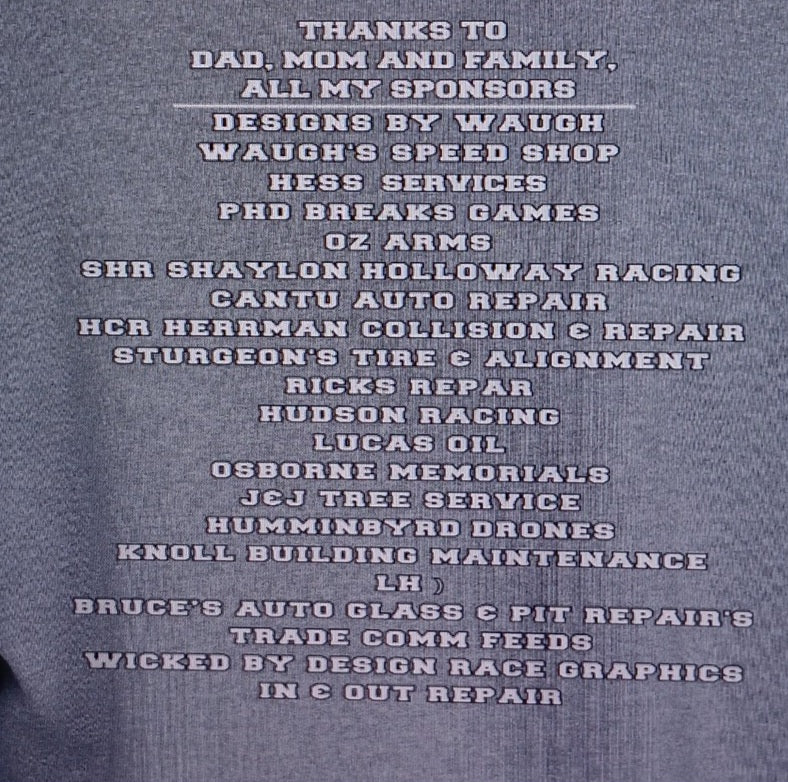 THANKS TO
DAD, MOM AND FAMILY,
ALL MY SPONSORS
DESIGNS BY WAUGH
WAUGH'S SPEED SHOP
HESS SERVICES
PHD BREAKS GAMES
OZ ARMS
SHR SHAYLON HOLLOWAY RACING
CANTU AUTO REPAIR
HCR HERRMAN COLLISION & REPAIR
STURGEON'S TIRE & ALIGNMENT
RICKS REPAR
HUDSON RACING
LUCAS OIL
OSBORNE MEMORIALS
J&J TREE SERVICE
HUMMINBYRD DRONES
KNOLL BUILDING MAINTENANCE
LH )
BRUCE'S AUTO GLASS & PIT REPAIR'S
TRADE COMM FEEDS
WICKED BY DESIGN RACE GRAPHICS
IN & OUT REPAIR